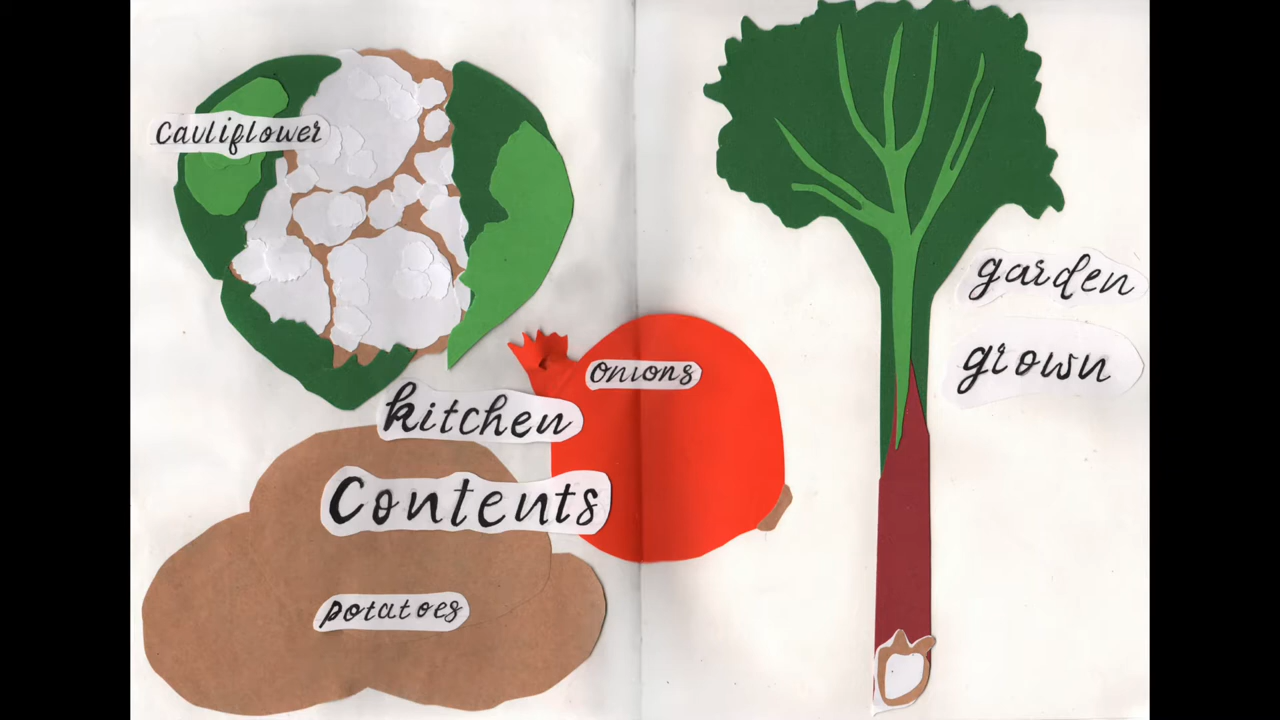 Cauliflower
onions
kitchen
Contents
potatoes
garden
grown